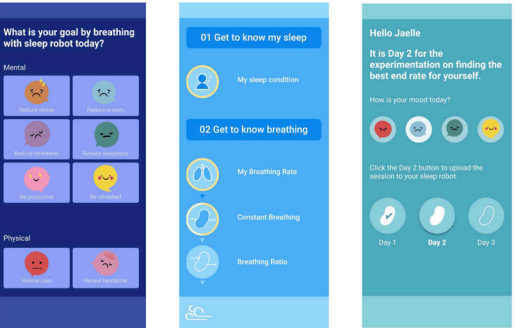 What is your goal by breathing
with sleep robot today?
Mental
Reduce stress
Reduce anxiety
Reduce loneliness
Reduce sleepiness
Be productive
Be refreshed
Physical
Relieve pain
Relieve headache
01 Get to know my sleep
My sleep condition
02 Get to know breathing
My Breathing Rate
Constant Breathing
Breathing Ratio
Hello Jaelle
It is Day 2 for the
experimentation on finding the
best end rate for yourself.
How is your mood today?
Click the Day 2 button to upload the
session to your sleep robot.
Day 1
Day 2
Day 3